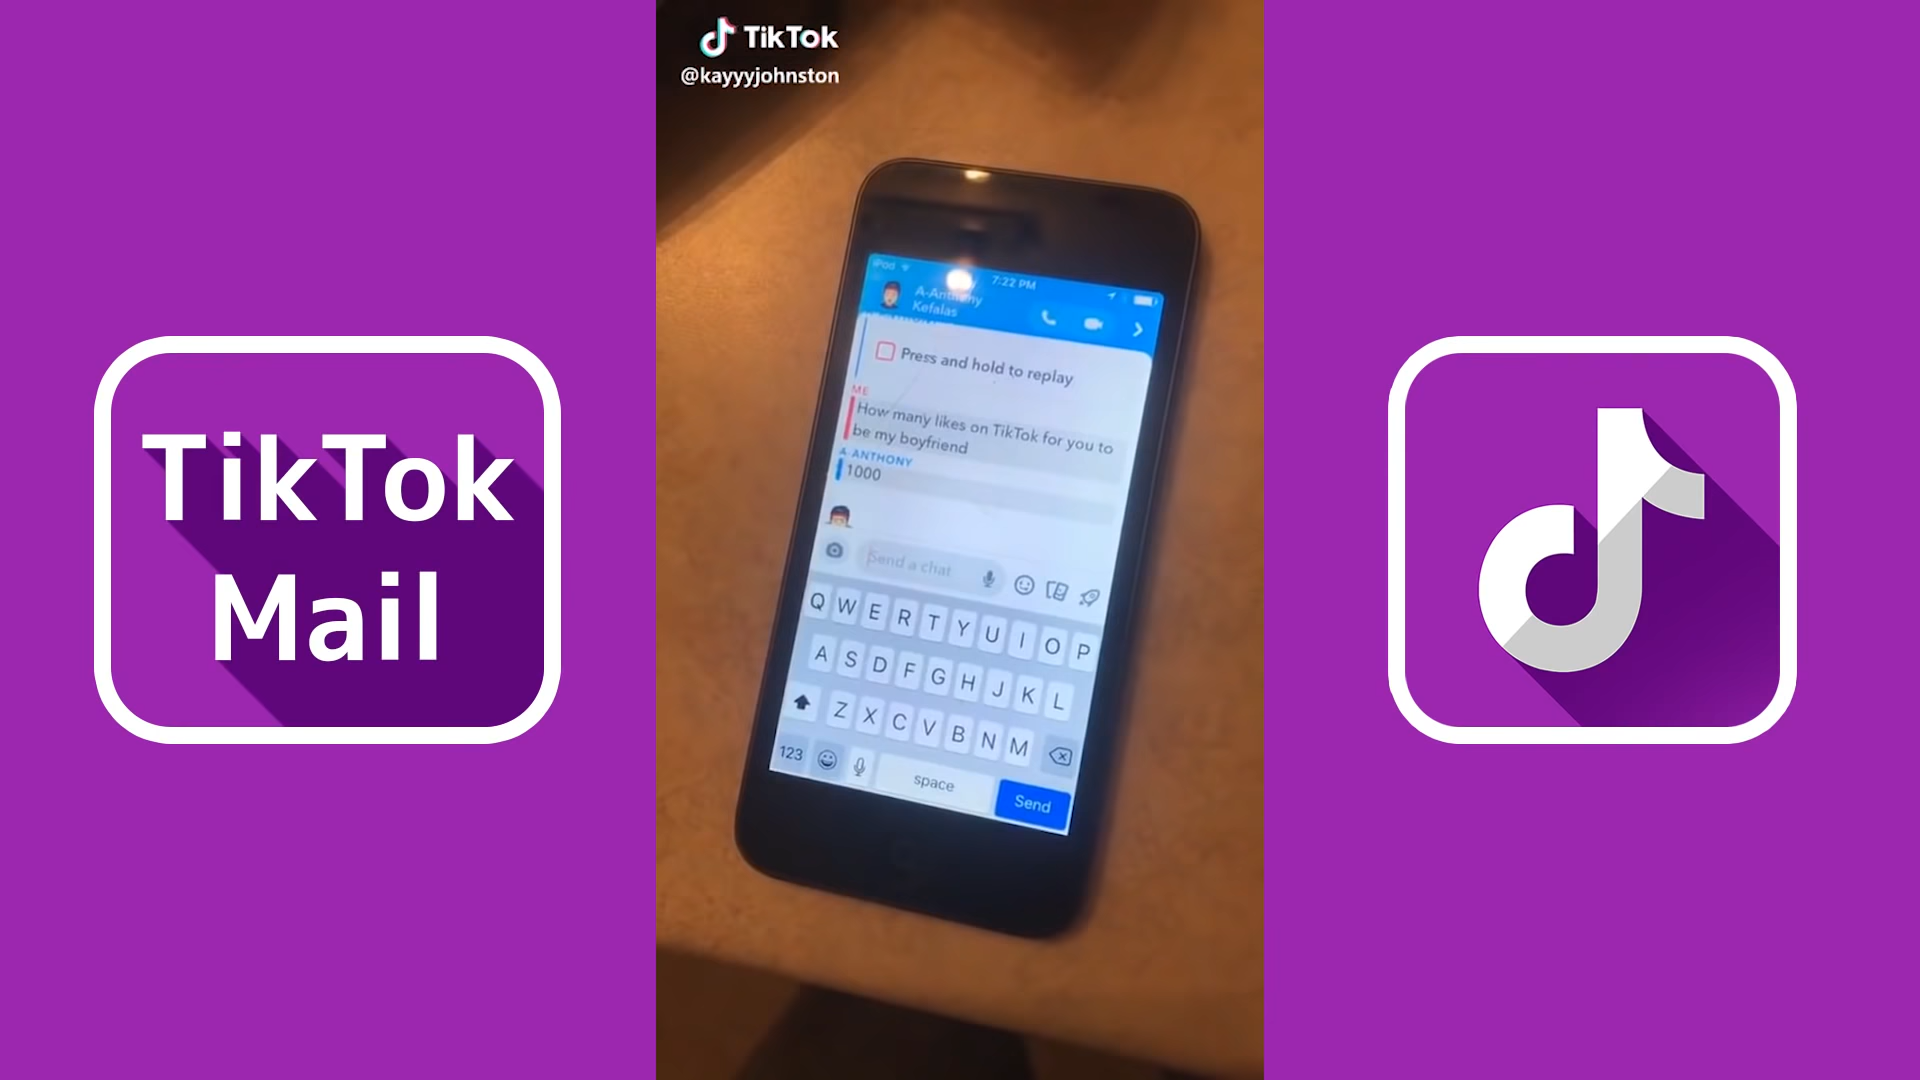 TikTok
Mail
TikTok
@kayyyjohnston
iPod
7:22 PM
Kefalas
Press and hold to replay
ME
How many likes on TikTok for you to
be my boyfriend
A-ANTHONY
1000
Send a chat
Q W E R T Y U I O P
A S D F G H J K L
Z X C V B N M
123
space
Send